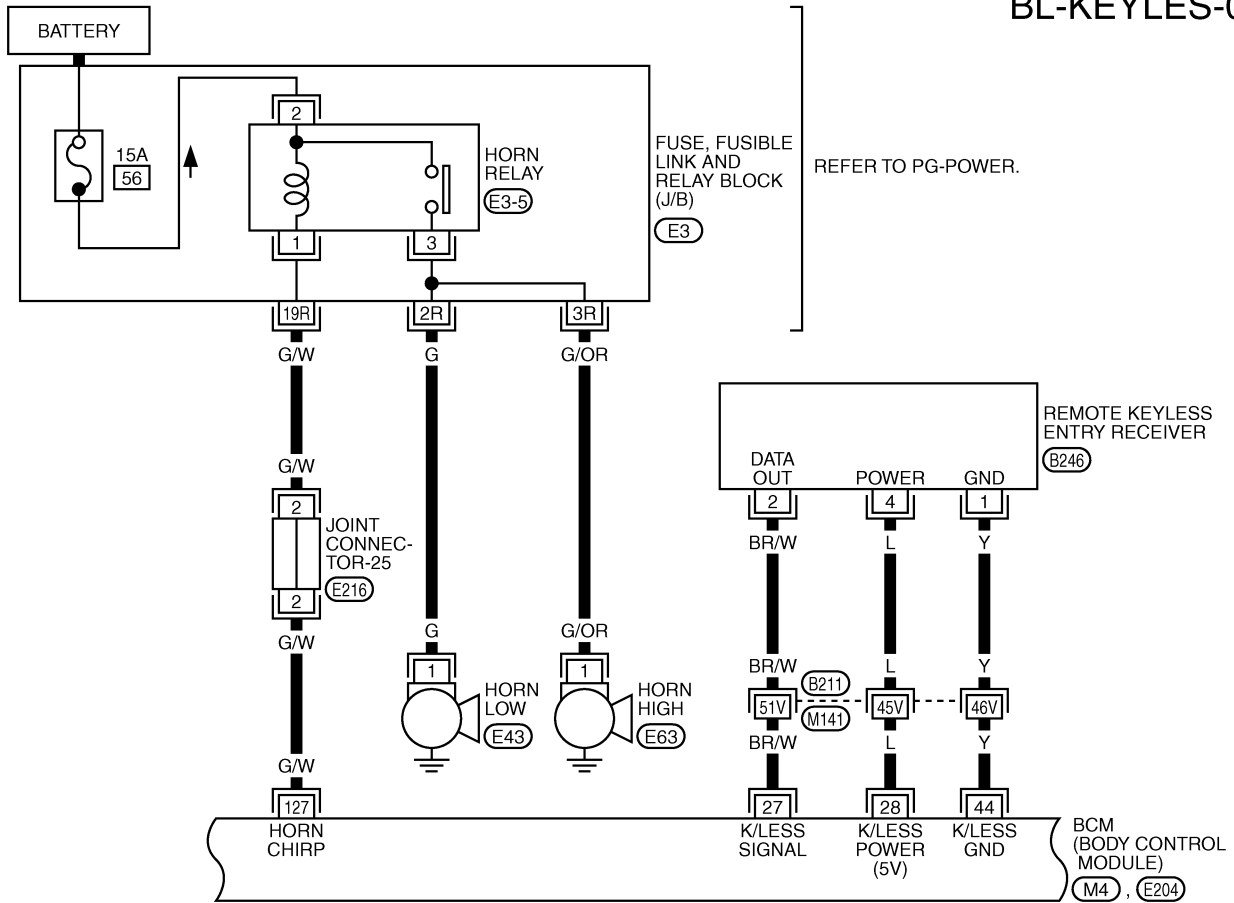 BL-KEYLES-0
BATTERY
15A
56
2
HORN
RELAY
E3-5
1
3
FUSE, FUSIBLE
LINK AND
RELAY BLOCK
(J/B)
E3
REFER TO PG-POWER.
19R
2R
3R
G/W
G
G/OR
G/W
2
JOINT
CONNEC-
TOR-25
E216
2
G/W
G
G/OR
1
1
HORN
LOW
E43
HORN
HIGH
E63
G/W
127
HORN
CHIRP
REMOTE KEYLESS
ENTRY RECEIVER
B246
DATA
OUT
POWER
GND
2
4
1
BR/W
L
Y
BR/W
L
Y
B211
51V
45V
46V
M141
BR/W
L
Y
27
28
44
K/LESS
SIGNAL
K/LESS
POWER
(5V)
K/LESS
GND
BCM
(BODY CONTROL
MODULE)
M4 , E204